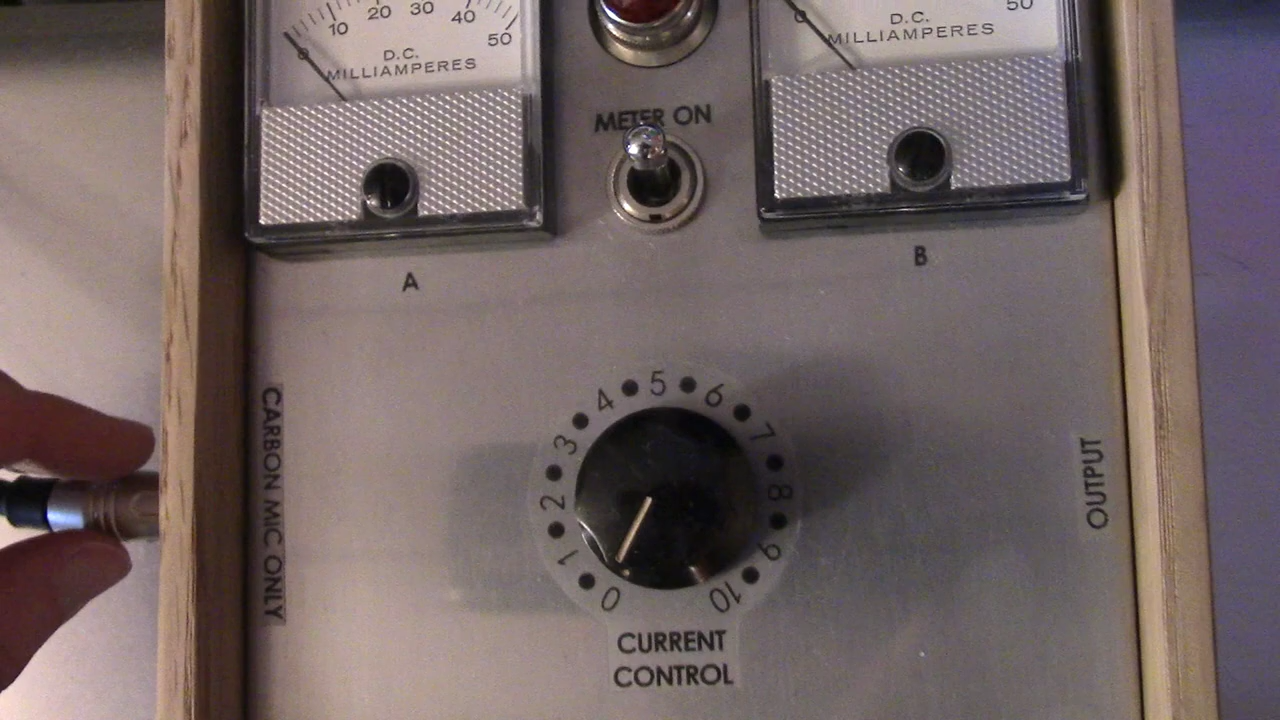 10 20 30 40 50
0
D.C.
MILLIAMPERES
50
0
D.C.
MILLIAMPERES
METER ON
A
B
CARBON MIC ONLY
OUTPUT
0 1 2 3 4 5 6 7 8 9 10
CURRENT
CONTROL